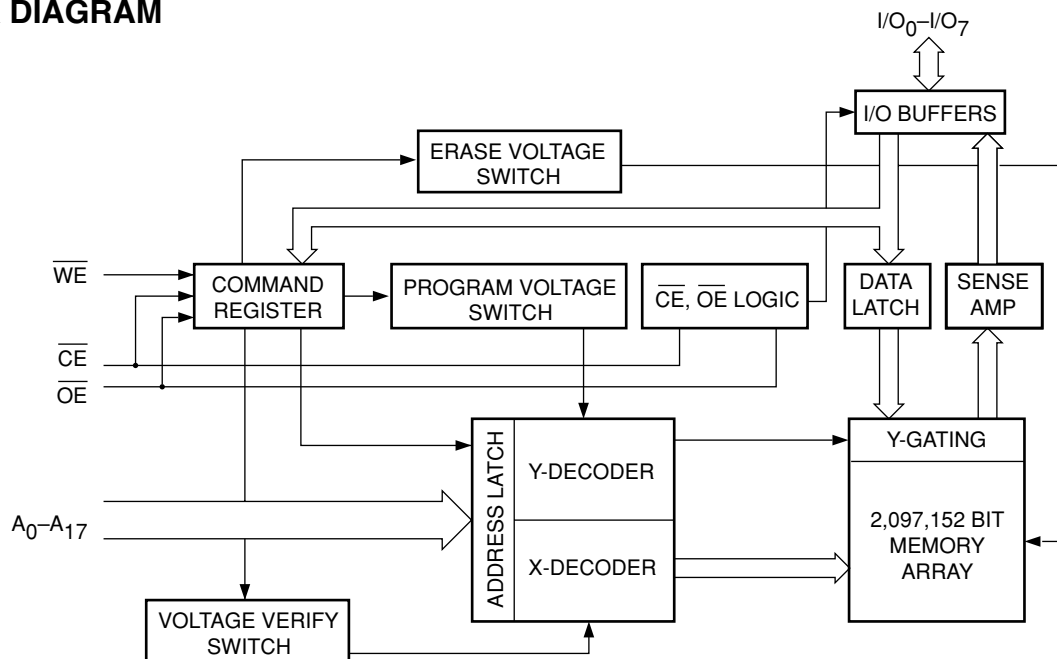 DIAGRAM
I/O0–I/O7
I/O BUFFERS
ERASE VOLTAGE
SWITCH
WE
COMMAND
REGISTER
PROGRAM VOLTAGE
SWITCH
CE, OE LOGIC
DATA
LATCH
SENSE
AMP
CE
OE
ADDRESS LATCH
Y-DECODER
Y-GATING
A0–A17
X-DECODER
2,097,152 BIT
MEMORY
ARRAY
VOLTAGE VERIFY
SWITCH